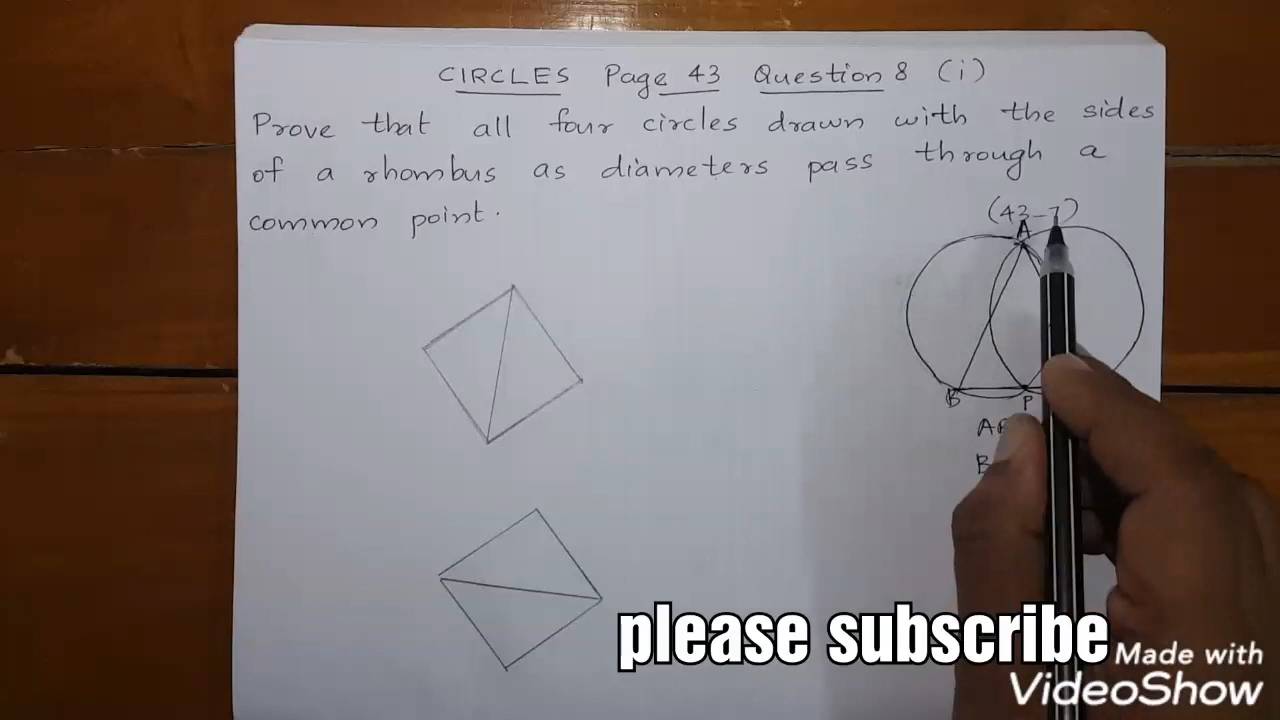 CIRCLES Page 43 Question 8 (i)
Prove that all four circles drawn with the sides
of a rhombus as diameters pass through a
common point.
(43-7)
A
B P
please subscribe
Made with
VideoShow